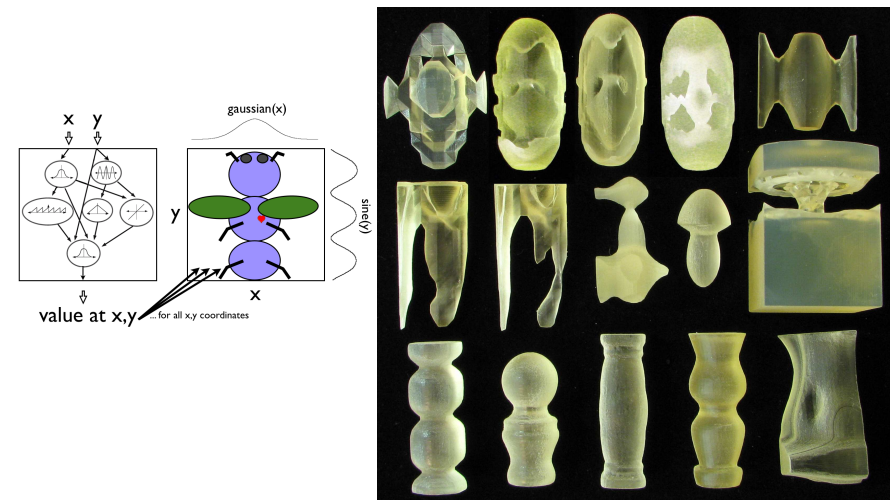 x y
gaussian(x)
y
sine(y)
x
value at x,y
... for all x,y coordinates